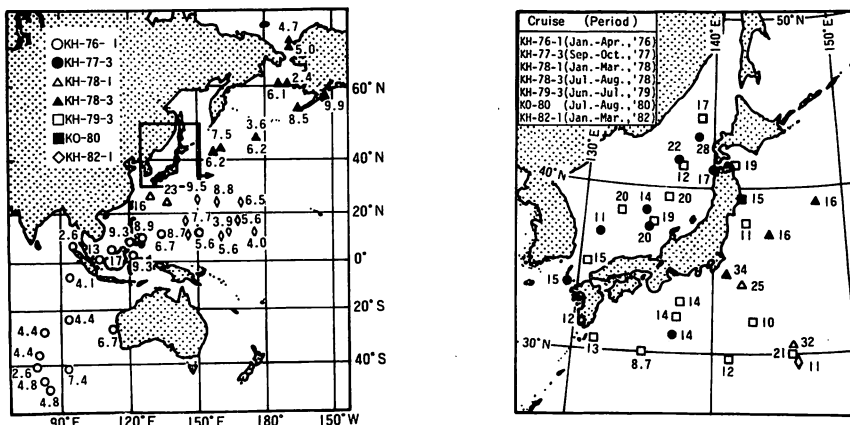 ○KH-76-1
●KH-77-3
△KH-78-1
▲KH-78-3
□KH-79-3
■KO-80
◇KH-82-1
4.7
5.0
2.4
6.1
9.9
8.5
3.6
7.5
6.2
6.2
23
9.5
8.8
6.5
16
7.7
3.9
5.6
2.6
9.3
8.9
13
6.7
5.6
5.6
4.0
17
9.3
4.1
4.4
4.4
6.7
4.4
2.6
7.4
4.8
4.8
60°N
40°N
20°N
0°
20°S
40°S
90°E
120°E
150°E
180°
150°W
Cruise (Period)
KH-76-1(Jan.-Apr.,'76)
KH-77-3(Sep.-Oct.,'77)
KH-78-1(Jan.-Mar.,'78)
KH-78-3(Jul.-Aug.,'78)
KH-79-3(Jun.-Jul.,'79)
KO-80 (Jul.-Aug.,'80)
KH-82-1(Jan.-Mar.,'82)
140°E
50°N
150°E
130°E
40°N
30°N
17
28
22
12
17
19
20
14
15
16
20
19
11
20
11
16
15
34
15
25
14
12
14
10
14
13
8.7
12
32
21
11